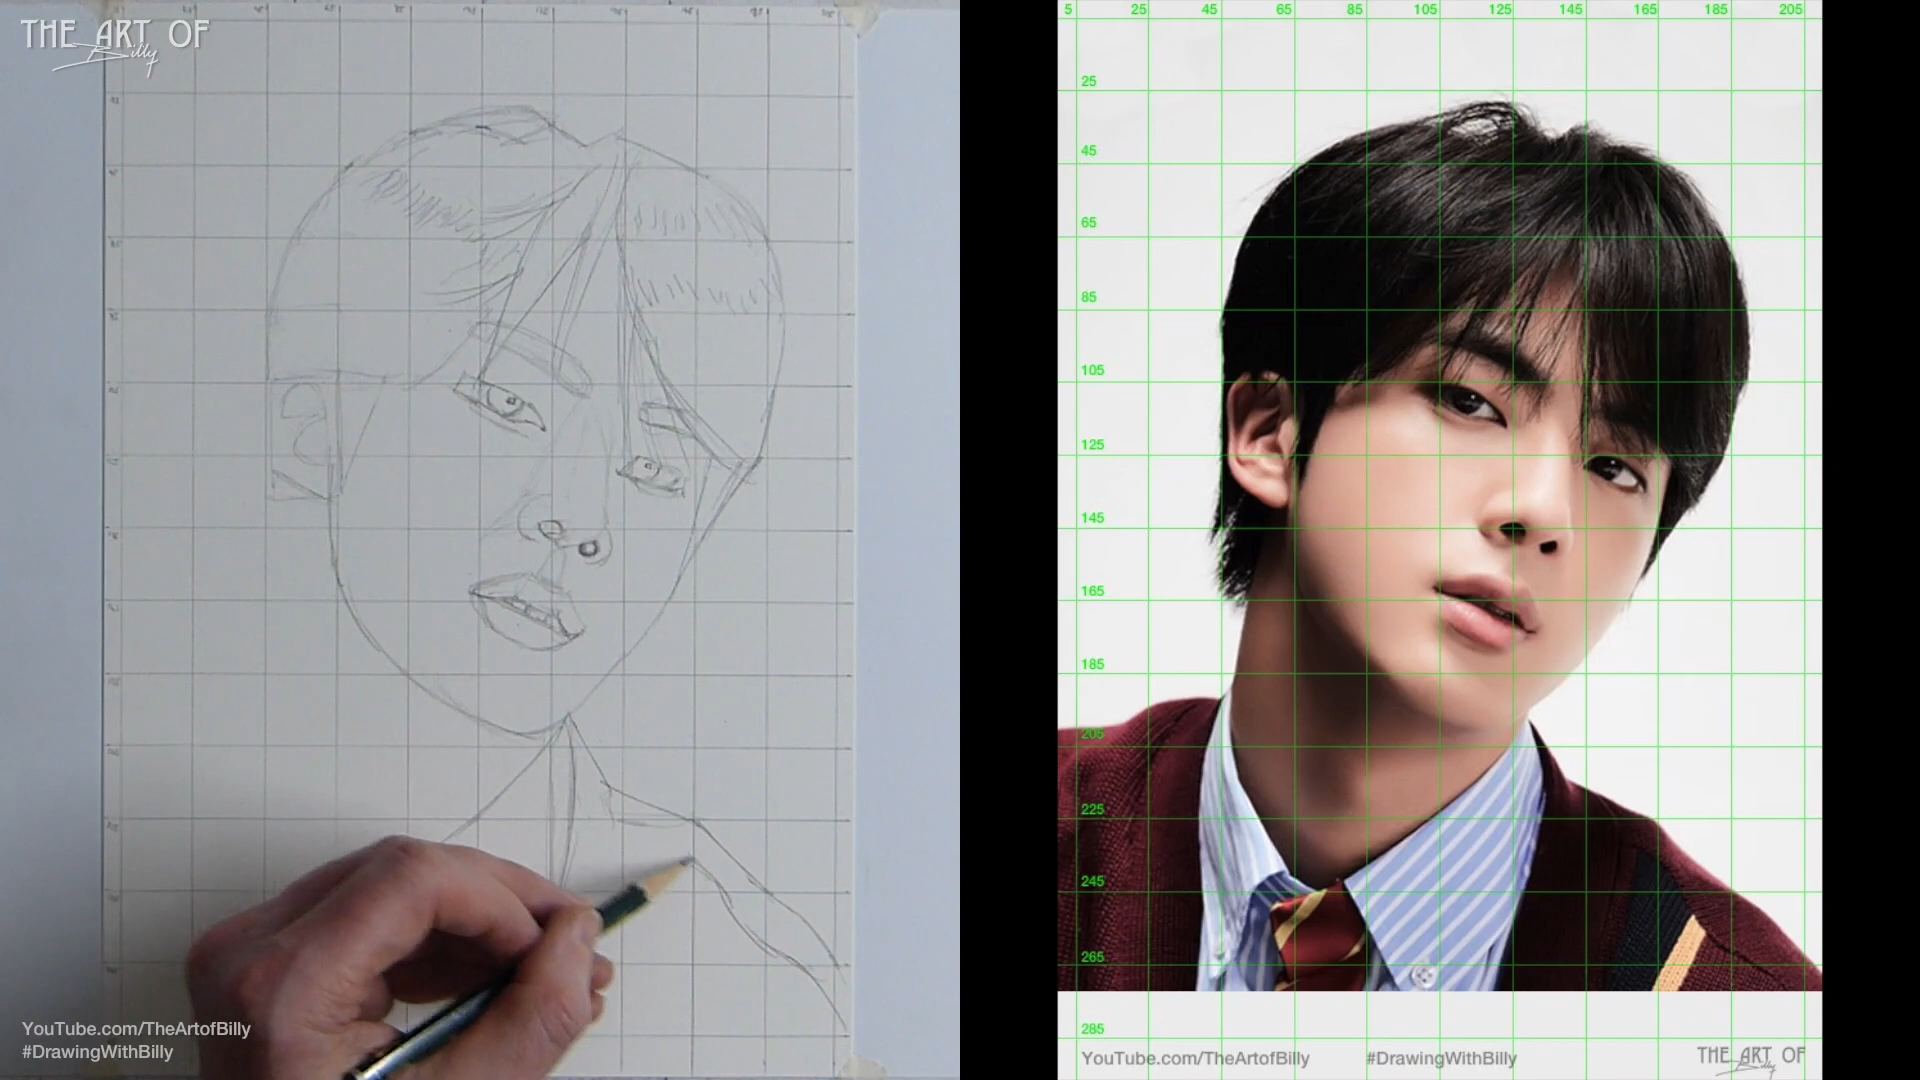 THE ART OF
Billy
YouTube.com/TheArtofBilly
#DrawingWithBilly
5 25 45 65 85 105 125 145 165 185 205
25
45
65
85
105
125
145
165
185
205
225
245
265
285
YouTube.com/TheArtofBilly #DrawingWithBilly
THE ART OF
Billy